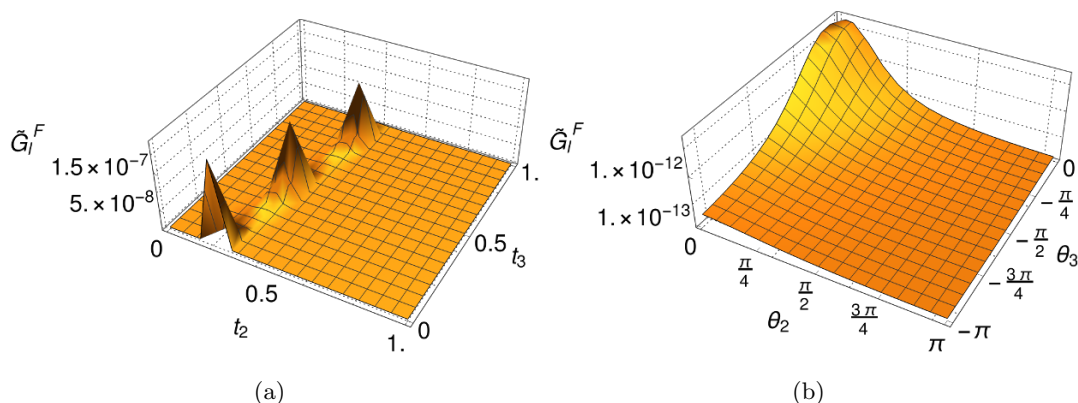 G̃_l^F
1.5×10^-7
5.×10^-8
0
0.5
t_2
1.
0
0.5
t_3
1.
(a)
G̃_l^F
1.×10^-12
1.×10^-13
0
π/4
π/2
3π/4
π
θ_2
-π
-3π/4
-π/2
-π/4
0
θ_3
(b)